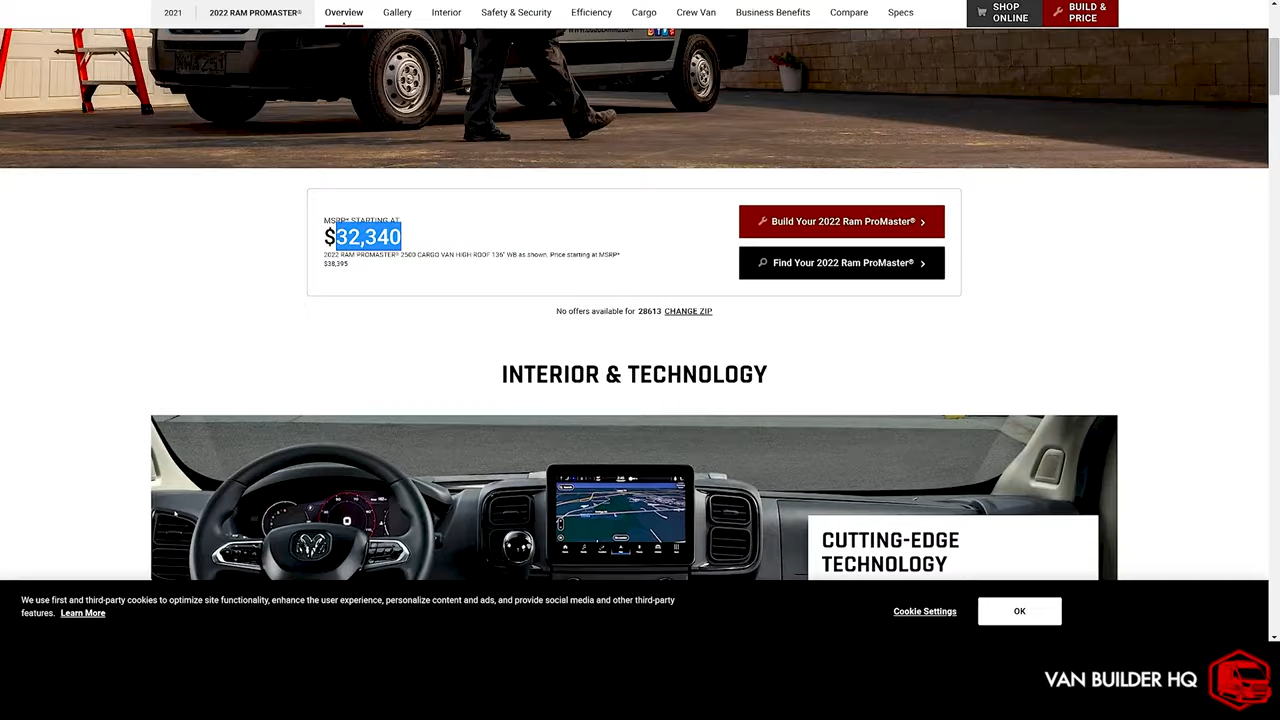 2021
2022 RAM PROMASTER®
Overview
Gallery
Interior
Safety & Security
Efficiency
Cargo
Crew Van
Business Benefits
Compare
Specs
SHOP
ONLINE
BUILD &
PRICE
MSRP* STARTING AT
$32,340
2022 RAM PROMASTER® 2500 CARGO VAN HIGH ROOF 136" WB as shown. Price starting at MSRP*
$38,395
Build Your 2022 Ram ProMaster®
Find Your 2022 Ram ProMaster®
No offers available for 28613 CHANGE ZIP
INTERIOR & TECHNOLOGY
CUTTING-EDGE
TECHNOLOGY
We use first and third-party cookies to optimize site functionality, enhance the user experience, personalize content and ads, and provide social media and other third-party
features. Learn More
Cookie Settings
OK
VAN BUILDER HQ